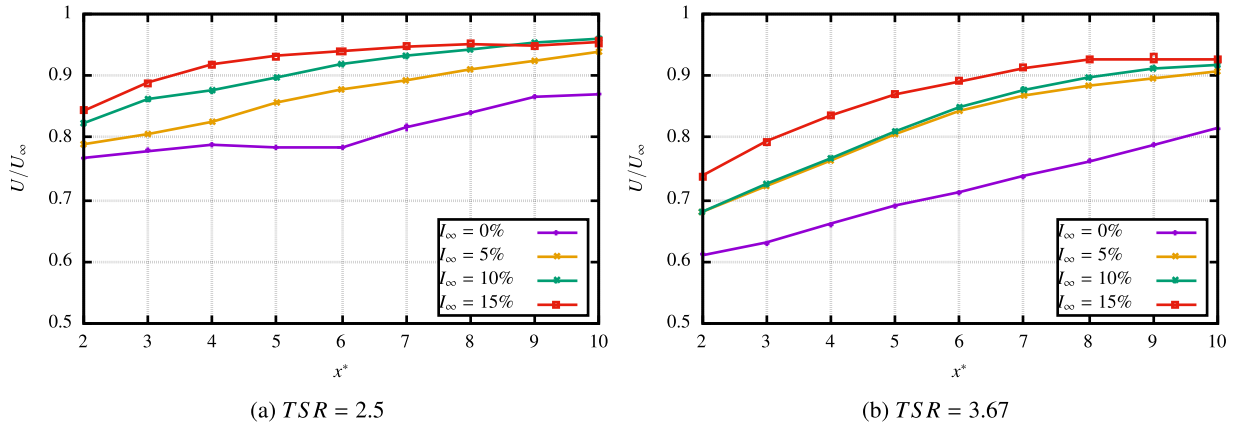 1
0.9
0.8
0.7
0.6
0.5
U/U∞
I∞ = 0%
I∞ = 5%
I∞ = 10%
I∞ = 15%
2 3 4 5 6 7 8 9 10
x*
(a) TSR = 2.5
1
0.9
0.8
0.7
0.6
0.5
U/U∞
I∞ = 0%
I∞ = 5%
I∞ = 10%
I∞ = 15%
2 3 4 5 6 7 8 9 10
x*
(b) TSR = 3.67